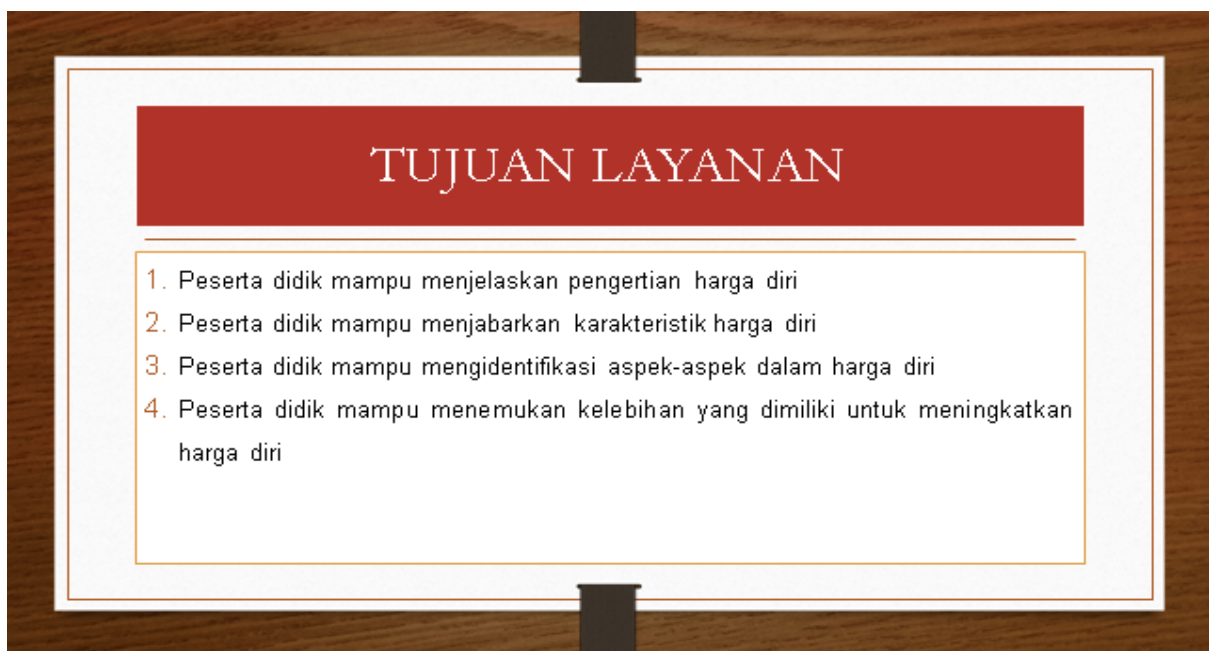 TUJUAN LAYANAN
1. Peserta didik mampu menjelaskan pengertian harga diri
2. Peserta didik mampu menjabarkan karakteristik harga diri
3. Peserta didik mampu mengidentifikasi aspek-aspek dalam harga diri
4. Peserta didik mampu menemukan kelebihan yang dimiliki untuk meningkatkan
harga diri